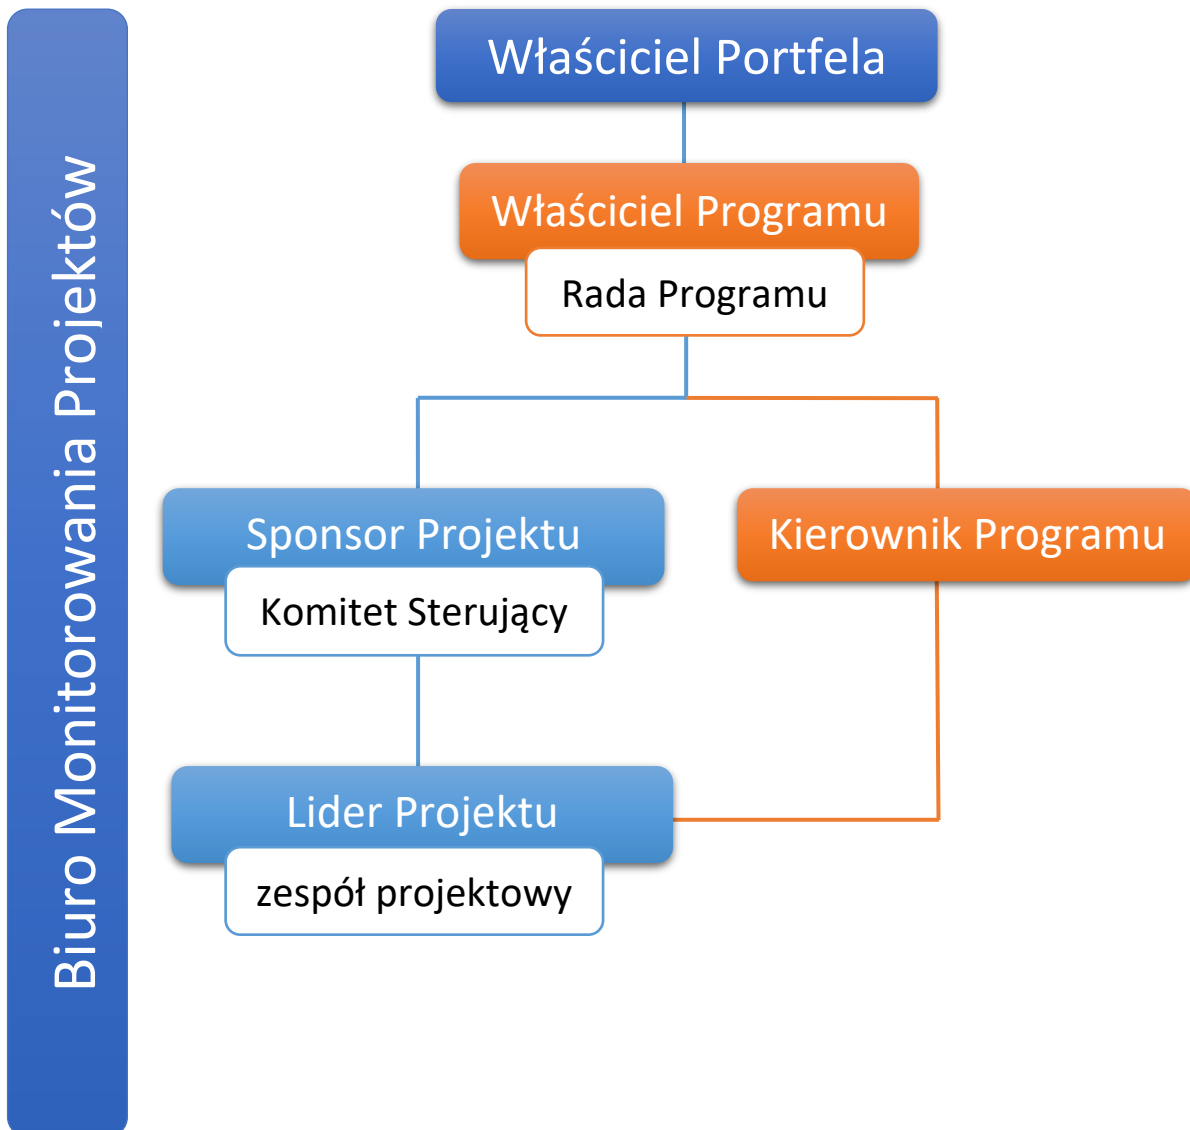 Biuro Monitorowania Projektów
Właściciel Portfela
Właściciel Programu
Rada Programu
Sponsor Projektu
Komitet Sterujący
Kierownik Programu
Lider Projektu
zespół projektowy